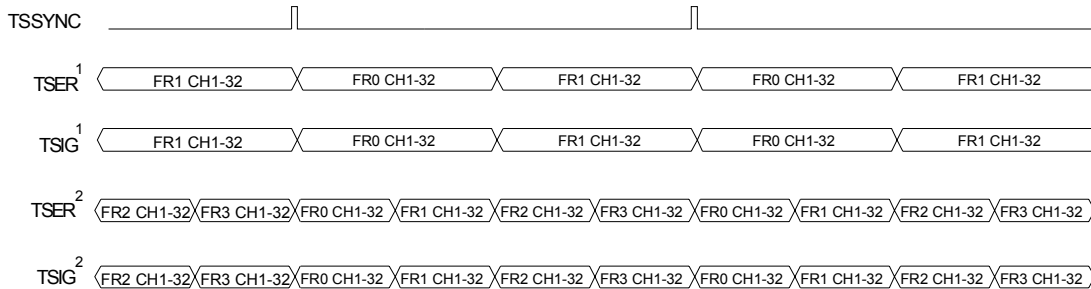 TSSYNC
TSER1 FR1 CH1-32 FR0 CH1-32 FR1 CH1-32 FR0 CH1-32 FR1 CH1-32
TSIG1 FR1 CH1-32 FR0 CH1-32 FR1 CH1-32 FR0 CH1-32 FR1 CH1-32
TSER2 FR2 CH1-32 FR3 CH1-32 FR0 CH1-32 FR1 CH1-32 FR2 CH1-32 FR3 CH1-32 FR0 CH1-32 FR1 CH1-32 FR2 CH1-32 FR3 CH1-32
TSIG2 FR2 CH1-32 FR3 CH1-32 FR0 CH1-32 FR1 CH1-32 FR2 CH1-32 FR3 CH1-32 FR0 CH1-32 FR1 CH1-32 FR2 CH1-32 FR3 CH1-32